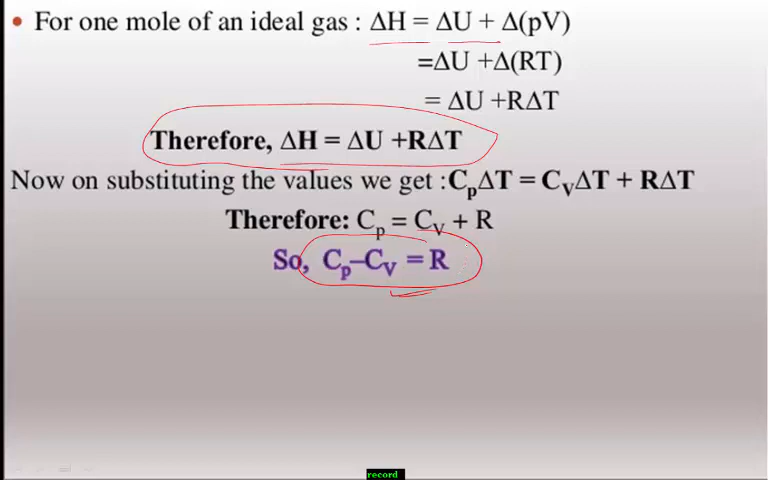 • For one mole of an ideal gas : ΔH = ΔU + Δ(pV)
=ΔU +Δ(RT)
= ΔU +RΔT
Therefore, ΔH = ΔU +RΔT
Now on substituting the values we get :CpΔT = CVΔT + RΔT
Therefore: Cp = CV + R
So, Cp–CV = R
record